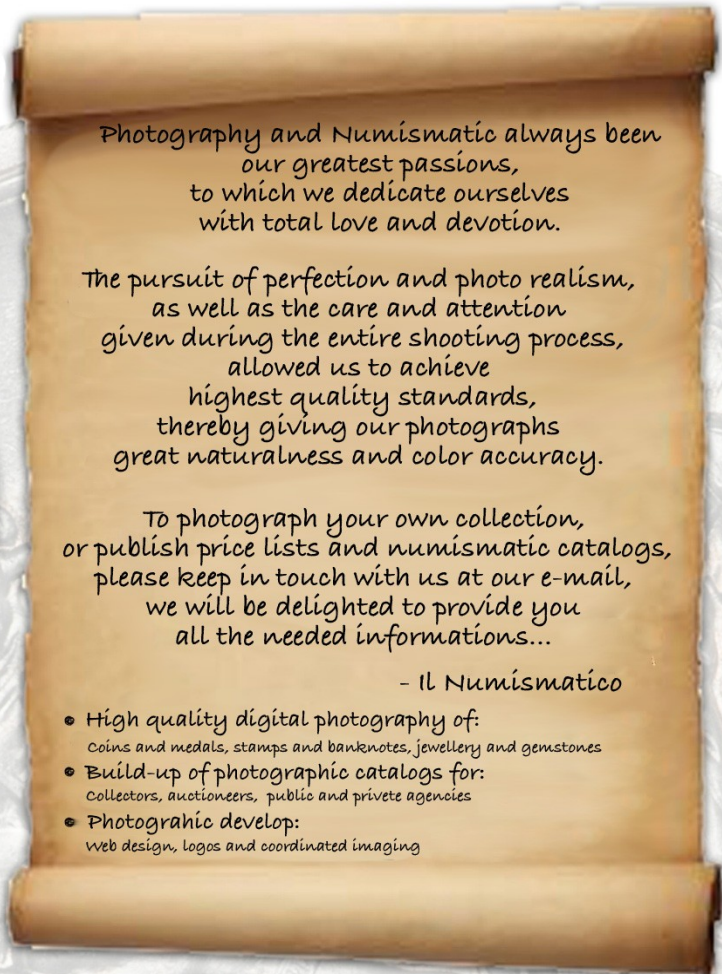 Photography and Numismatic always been
our greatest passions,
to which we dedicate ourselves
with total love and devotion.
The pursuit of perfection and photo realism,
as well as the care and attention
given during the entire shooting process,
allowed us to achieve
highest quality standards,
thereby giving our photographs
great naturalness and color accuracy.
To photograph your own collection,
or publish price lists and numismatic catalogs,
please keep in touch with us at our e-mail,
we will be delighted to provide you
all the needed informations...
- Il Numismatico
• High quality digital photography of:
Coins and medals, stamps and banknotes, jewellery and gemstones
• Build-up of photographic catalogs for:
Collectors, auctioneers, public and privete agencies
• Photograhic develop:
Web design, logos and coordinated imaging